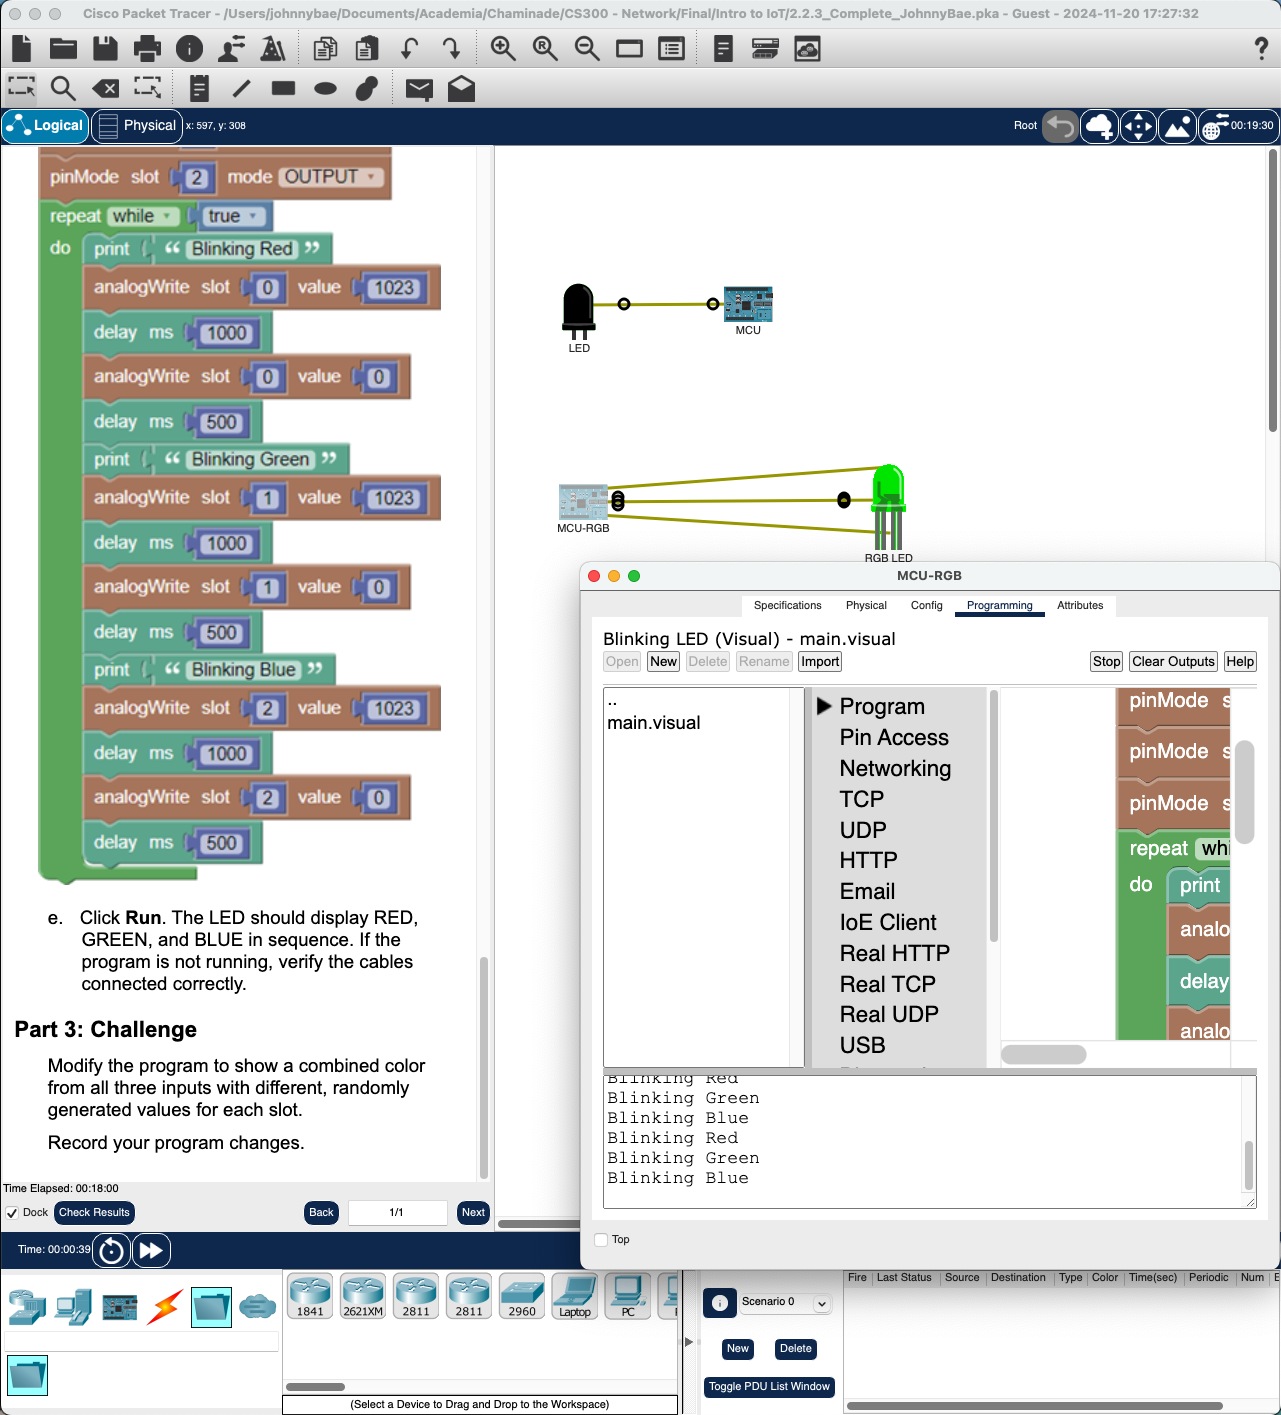 Cisco Packet Tracer - /Users/johnnybae/Documents/Academia/Chaminade/CS300 - Network/Final/Intro to IoT/2.2.3_Complete_JohnnyBae.pka - Guest - 2024-11-20 17:27:32
Logical
Physical
x: 597, y: 308
Root
00:19:30
pinMode slot 2 mode OUTPUT
repeat while true
do print “ Blinking Red ”
analogWrite slot 0 value 1023
delay ms 1000
analogWrite slot 0 value 0
delay ms 500
print “ Blinking Green ”
analogWrite slot 1 value 1023
delay ms 1000
analogWrite slot 1 value 0
delay ms 500
print “ Blinking Blue ”
analogWrite slot 2 value 1023
delay ms 1000
analogWrite slot 2 value 0
delay ms 500
e. Click Run. The LED should display RED,
GREEN, and BLUE in sequence. If the
program is not running, verify the cables
connected correctly.
Part 3: Challenge
Modify the program to show a combined color
from all three inputs with different, randomly
generated values for each slot.
Record your program changes.
Time Elapsed: 00:18:00
Dock
Check Results
Back
1/1
Next
LED
MCU
MCU-RGB
RGB LED
MCU-RGB
Specifications
Physical
Config
Programming
Attributes
Blinking LED (Visual) - main.visual
Open
New
Delete
Rename
Import
Stop
Clear Outputs
Help
..
main.visual
Program
Pin Access
Networking
TCP
UDP
HTTP
Email
IoE Client
Real HTTP
Real TCP
Real UDP
USB
pinMode s
pinMode s
pinMode s
repeat whi
do print
analo
delay
analo
Blinking Red
Blinking Green
Blinking Blue
Blinking Red
Blinking Green
Blinking Blue
Top
Time: 00:00:39
1841
2621XM
2811
2811
2960
Laptop
PC
(Select a Device to Drag and Drop to the Workspace)
Scenario 0
New
Delete
Toggle PDU List Window
Fire
Last Status
Source
Destination
Type
Color
Time(sec)
Periodic
Num
E